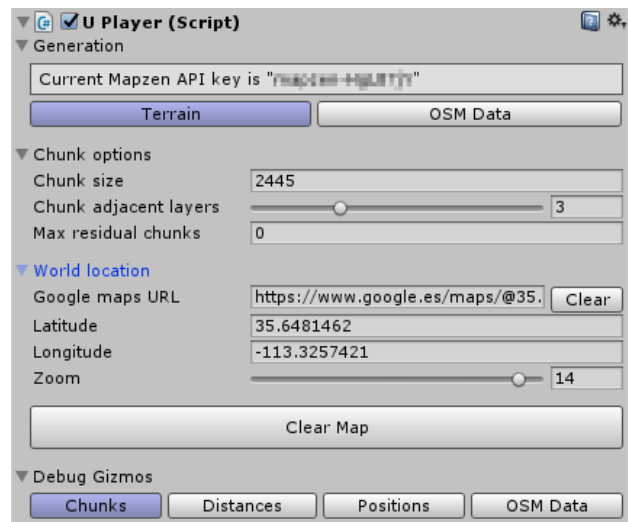 U Player (Script)
Generation
Current Mapzen API key is " "
Terrain OSM Data
Chunk options
Chunk size 2445
Chunk adjacent layers 3
Max residual chunks 0
World location
Google maps URL https://www.google.es/maps/@35. Clear
Latitude 35.6481462
Longitude -113.3257421
Zoom 14
Clear Map
Debug Gizmos
Chunks Distances Positions OSM Data